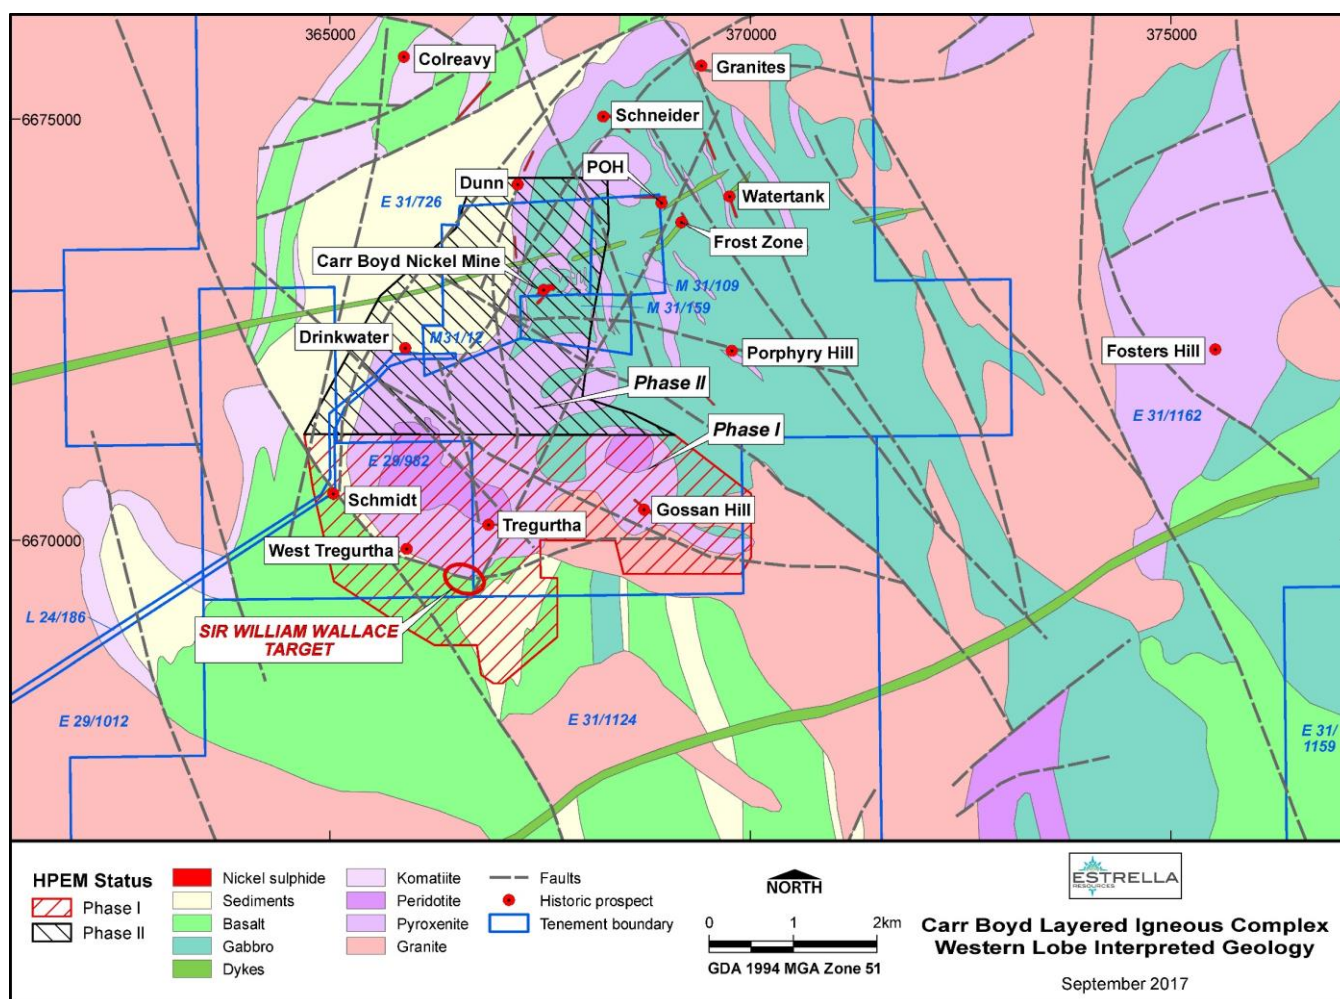 365000
370000
375000
6675000
6670000
Colreavy
Granites
Schneider
POH
Dunn
E 31/726
Watertank
Frost Zone
Carr Boyd Nickel Mine
M 31/109
M 31/159
Drinkwater
M31/12
Porphyry Hill
Fosters Hill
Phase II
Phase I
E 31/1162
E 29/982
Schmidt
Gossan Hill
Tregurtha
West Tregurtha
L 24/186
SIR WILLIAM WALLACE
TARGET
E 29/1012
E 31/1124
E 31/
1159
HPEM Status
Phase I
Phase II
Nickel sulphide
Sediments
Basalt
Gabbro
Dykes
Komatiite
Peridotite
Pyroxenite
Granite
Faults
Historic prospect
Tenement boundary
NORTH
0 1 2km
GDA 1994 MGA Zone 51
ESTRELLA
RESOURCES
Carr Boyd Layered Igneous Complex
Western Lobe Interpreted Geology
September 2017